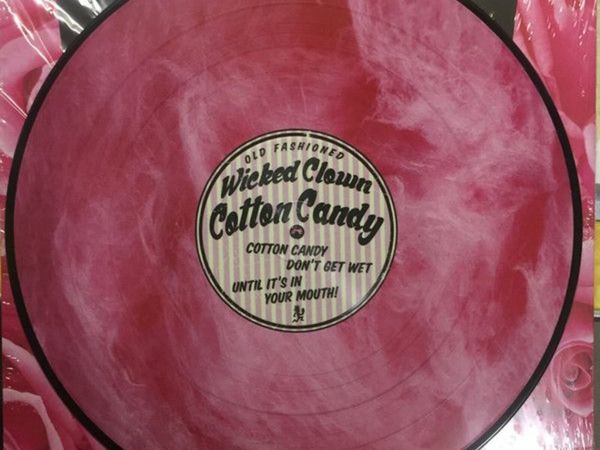 OLD FASHIONED
Wicked Clown
Cotton Candy
COTTON CANDY
DON'T GET WET
UNTIL IT'S IN
YOUR MOUTH!